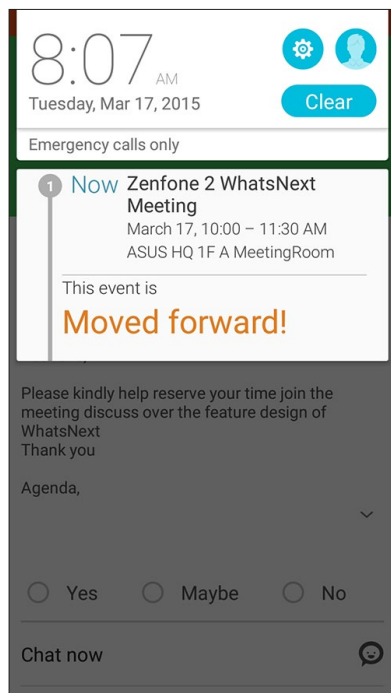 8:07 AM
Tuesday, Mar 17, 2015
Clear
Emergency calls only
1 Now Zenfone 2 WhatsNext
Meeting
March 17, 10:00 – 11:30 AM
ASUS HQ 1F A MeetingRoom
This event is
Moved forward!
Please kindly help reserve your time join the
meeting discuss over the feature design of
WhatsNext
Thank you
Agenda,
Yes Maybe No
Chat now